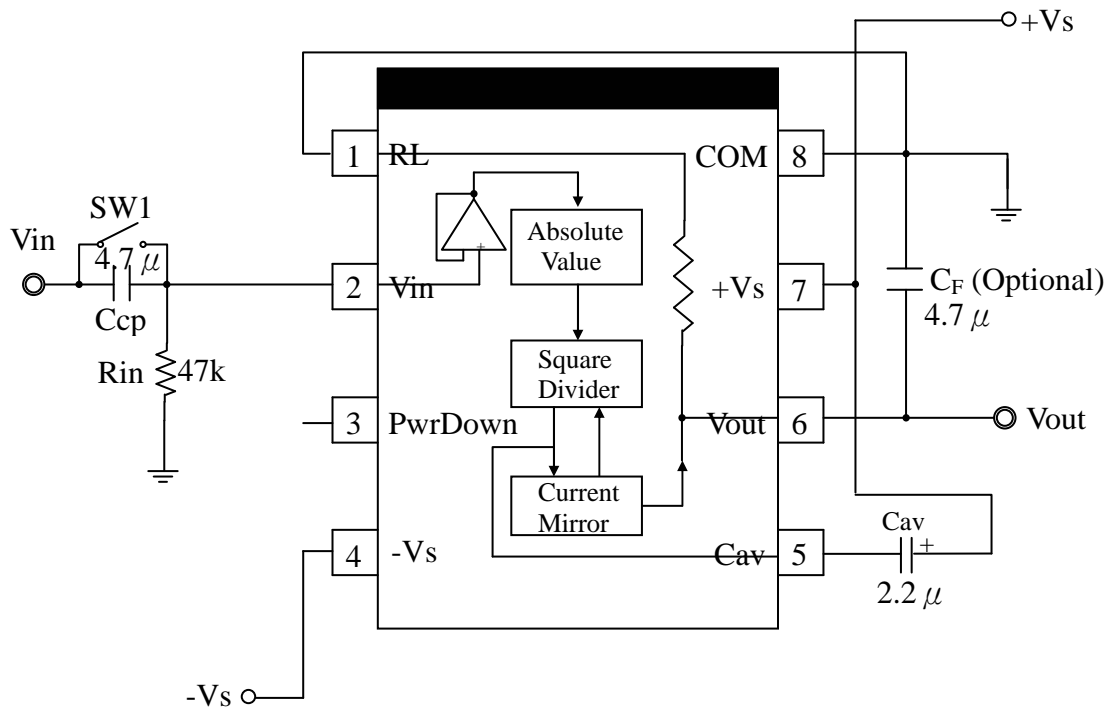 +Vs
1
RL
COM
8
SW1
Vin
4.7 μ
Ccp
Absolute
Value
2
Vin
+
+Vs
7
CF (Optional)
4.7 μ
Rin
47k
Square
Divider
3
PwrDown
Vout
6
Vout
Current
Mirror
4
-Vs
Cav
5
Cav
+
2.2 μ
-Vs